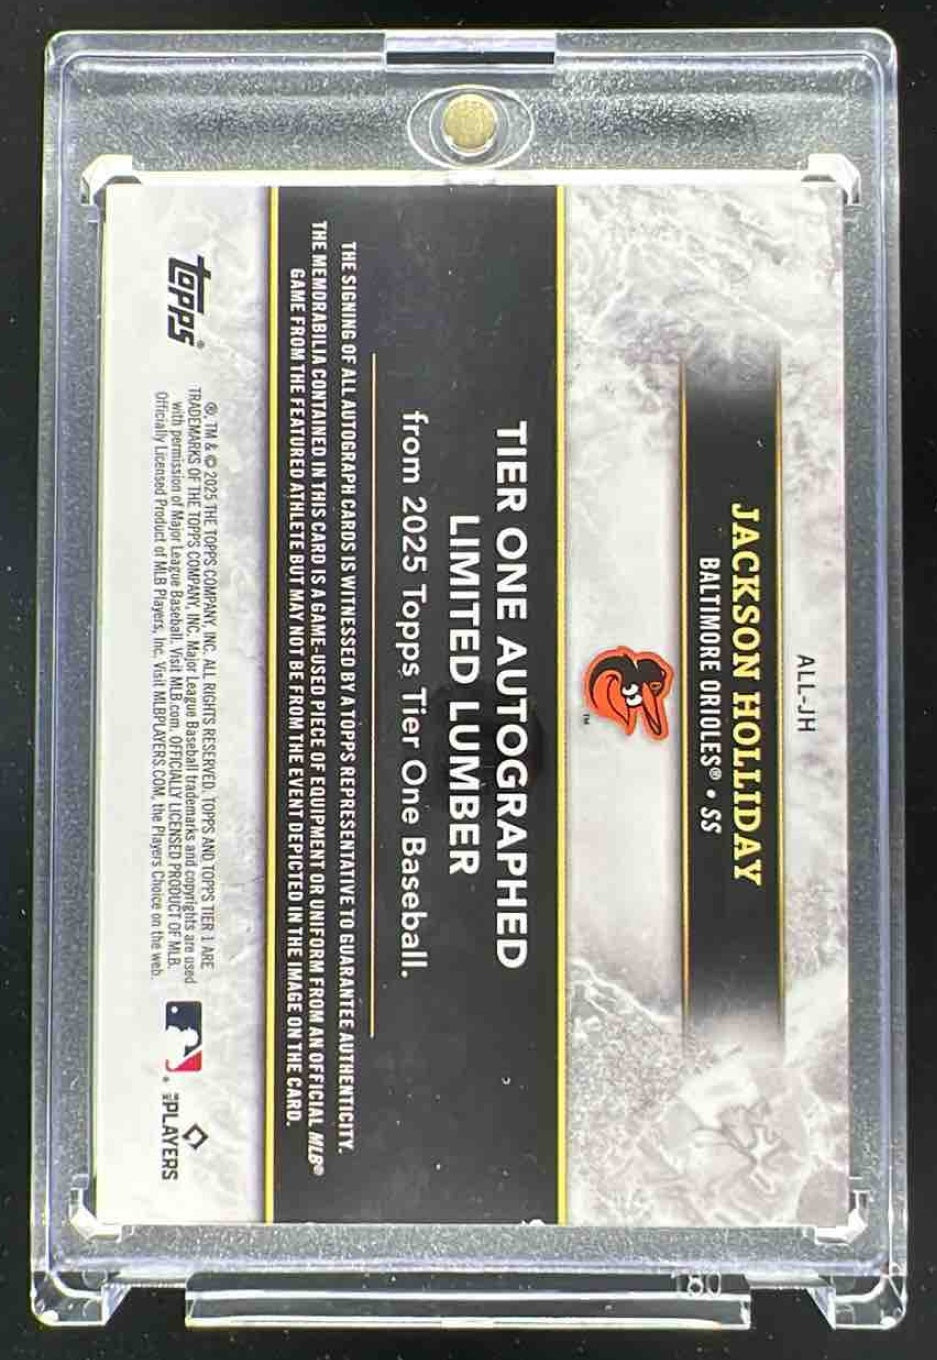 ALL-JH
JACKSON HOLLIDAY
BALTIMORE ORIOLES® • SS
TM
TIER ONE AUTOGRAPHED
LIMITED LUMBER
from 2025 Topps Tier One Baseball.
THE SIGNING OF ALL AUTOGRAPH CARDS IS WITNESSED BY A TOPPS REPRESENTATIVE TO GUARANTEE AUTHENTICITY.
THE MEMORABILIA CONTAINED IN THIS CARD IS A GAME-USED PIECE OF EQUIPMENT OR UNIFORM FROM AN OFFICIAL MLB®
GAME FROM THE FEATURED ATHLETE BUT MAY NOT BE FROM THE EVENT DEPICTED IN THE IMAGE ON THE CARD.
topps®
®, TM & © 2025 THE TOPPS COMPANY, INC. ALL RIGHTS RESERVED. TOPPS AND TOPPS TIER 1 ARE
TRADEMARKS OF THE TOPPS COMPANY, INC. Major League Baseball trademarks and copyrights are used
with permission of Major League Baseball. Visit MLB.com. OFFICIALLY LICENSED PRODUCT OF MLB
Officially Licensed Product of MLB Players, Inc. Visit MLBPLAYERS.COM, the Players Choice on the web.
MLB PLAYERS
180